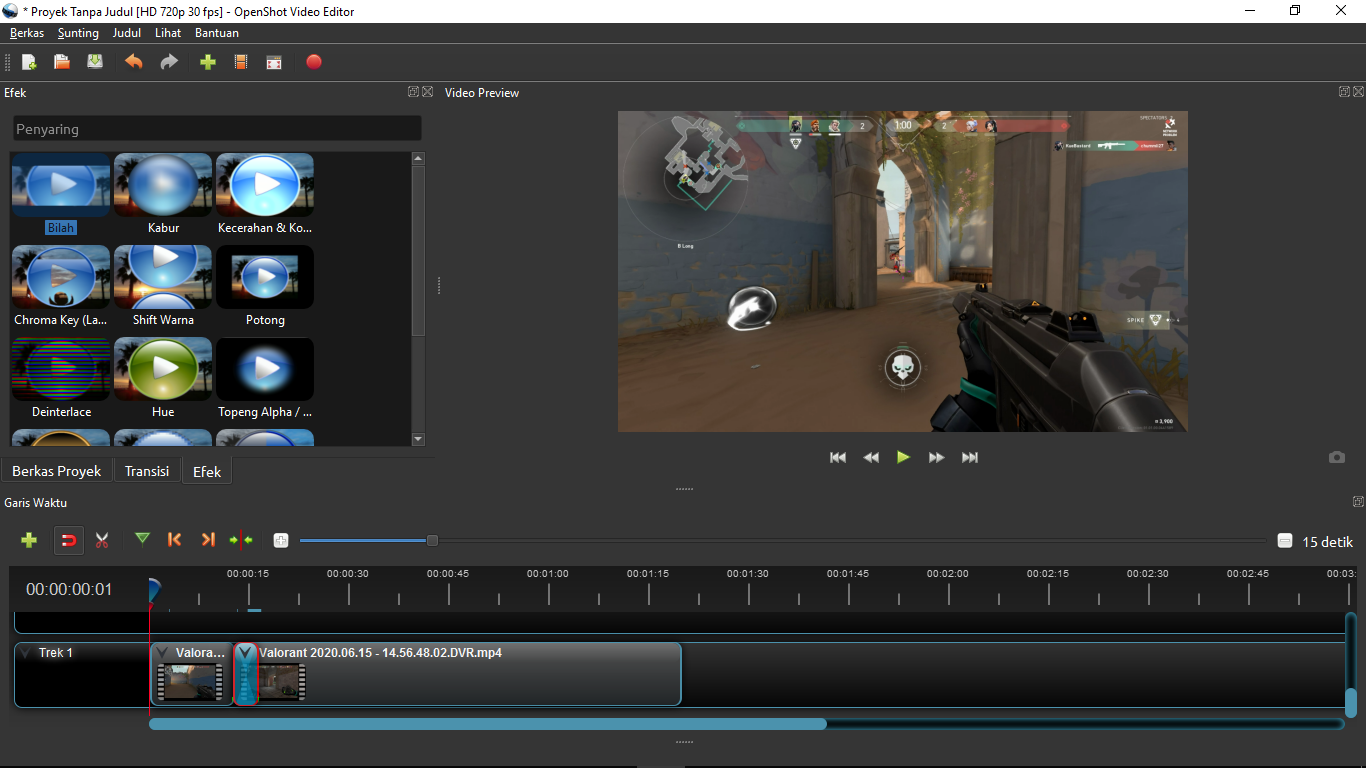 * Proyek Tanpa Judul [HD 720p 30 fps] - OpenShot Video Editor
Berkas Sunting Judul Lihat Bantuan
Efek
Video Preview
Penyaring
Bilah
Kabur
Kecerahan & Ko...
Chroma Key (La...
Shift Warna
Potong
Deinterlace
Hue
Topeng Alpha / ...
Berkas Proyek Transisi Efek
2 1:00 2
SPECTATORS
NETWORK
PROBLEM
B Long
SPIKE
3,900
Garis Waktu
15 detik
00:00:00:01
00:00:15 00:00:30 00:00:45 00:01:00 00:01:15 00:01:30 00:01:45 00:02:00 00:02:15 00:02:30 00:02:45 00:03:
Trek 1
Valora...
Valorant 2020.06.15 - 14.56.48.02.DVR.mp4